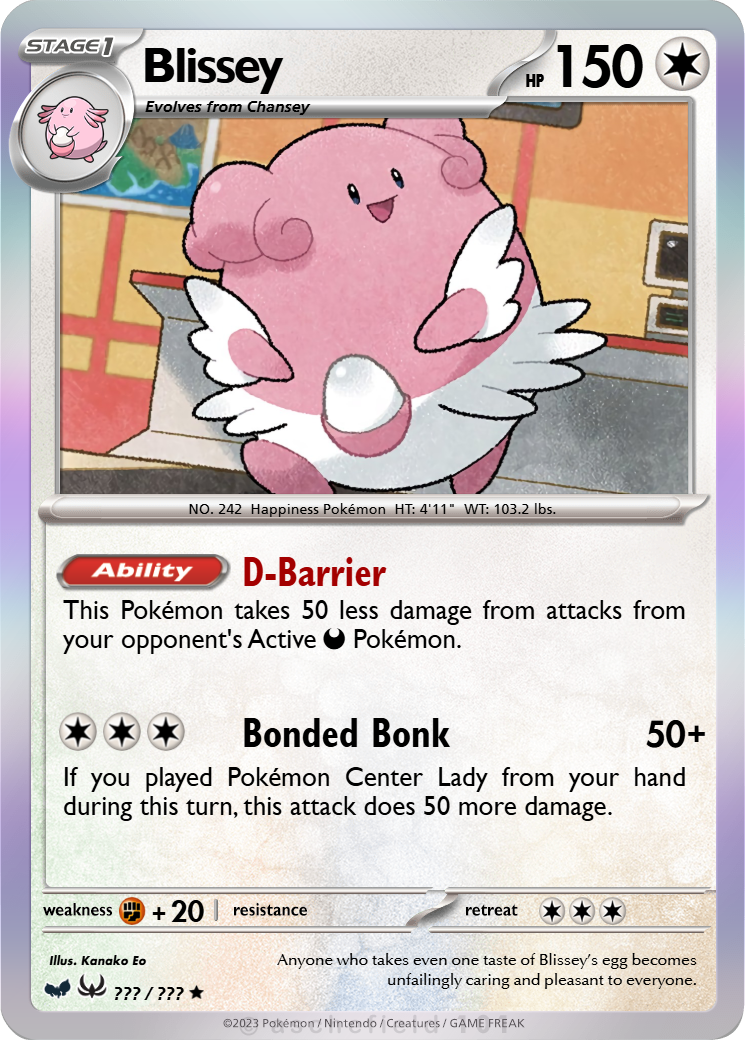 STAGE1
Blissey
HP 150
Evolves from Chansey
NO. 242 Happiness Pokémon HT: 4'11" WT: 103.2 lbs.
Ability D-Barrier
This Pokémon takes 50 less damage from attacks from
your opponent's Active Pokémon.
Bonded Bonk 50+
If you played Pokémon Center Lady from your hand
during this turn, this attack does 50 more damage.
weakness + 20 resistance retreat
Illus. Kanako Eo
Anyone who takes even one taste of Blissey's egg becomes
unfailingly caring and pleasant to everyone.
??? / ??? ★
©2023 Pokémon / Nintendo / Creatures / GAME FREAK